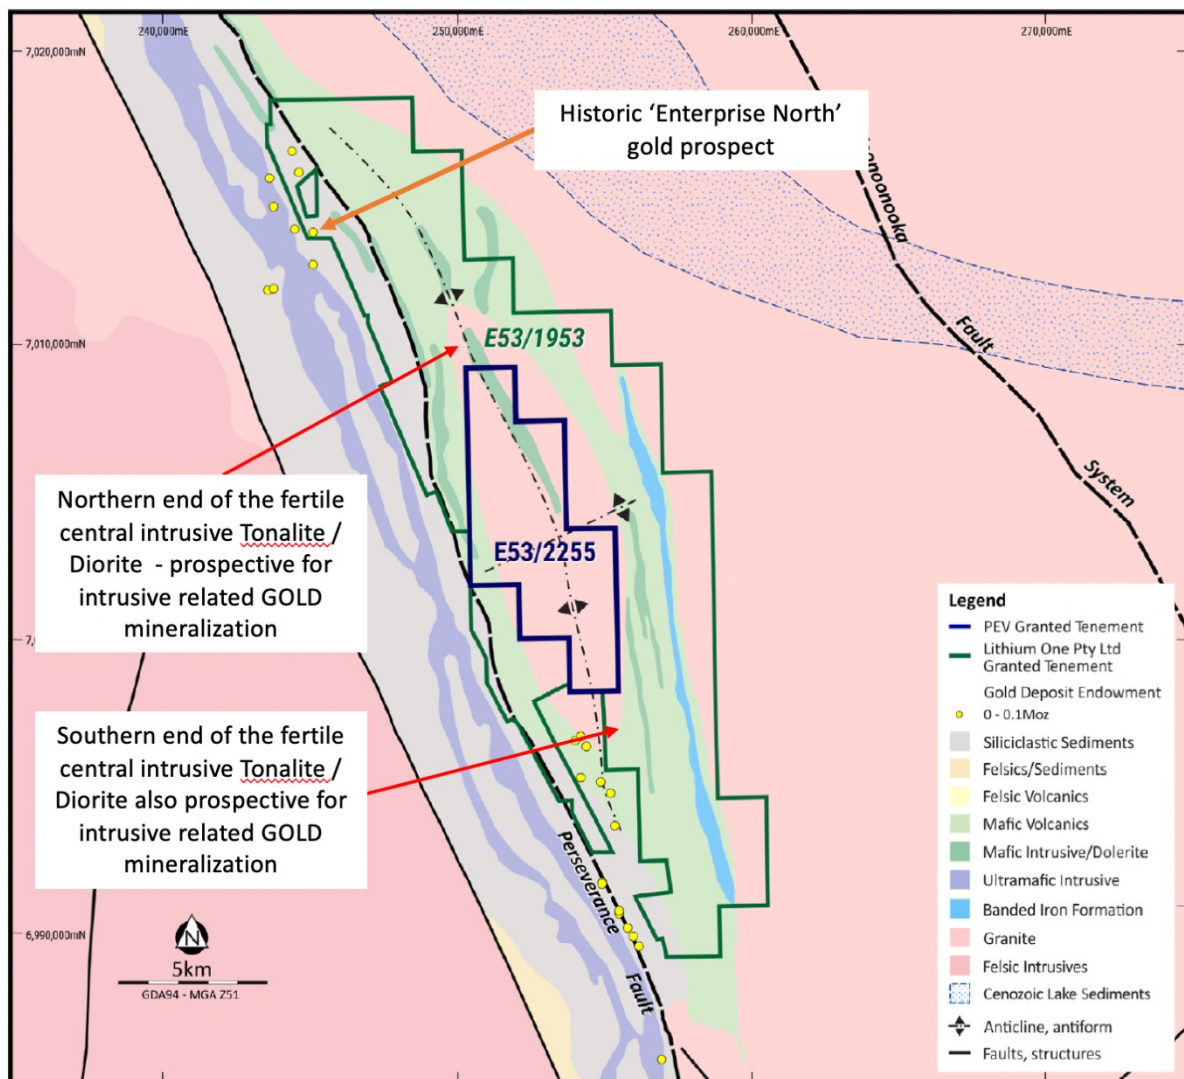 240,000mE
250,000mE
260,000mE
270,000mE
7,020,000mN
Historic ‘Enterprise North’
gold prospect
Fault
System
7,010,000mN
E53/1953
Northern end of the fertile
central intrusive Tonalite /
Diorite - prospective for
intrusive related GOLD
mineralization
E53/2255
Southern end of the fertile
central intrusive Tonalite /
Diorite also prospective for
intrusive related GOLD
mineralization
Perseverance
Fault
6,990,000mN
N
5km
GDA94 - MGA Z51
Legend
PEV Granted Tenement
Lithium One Pty Ltd
Granted Tenement
Gold Deposit Endowment
0 - 0.1Moz
Siliciclastic Sediments
Felsics/Sediments
Felsic Volcanics
Mafic Volcanics
Mafic Intrusive/Dolerite
Ultramafic Intrusive
Banded Iron Formation
Granite
Felsic Intrusives
Cenozoic Lake Sediments
Anticline, antiform
Faults, structures